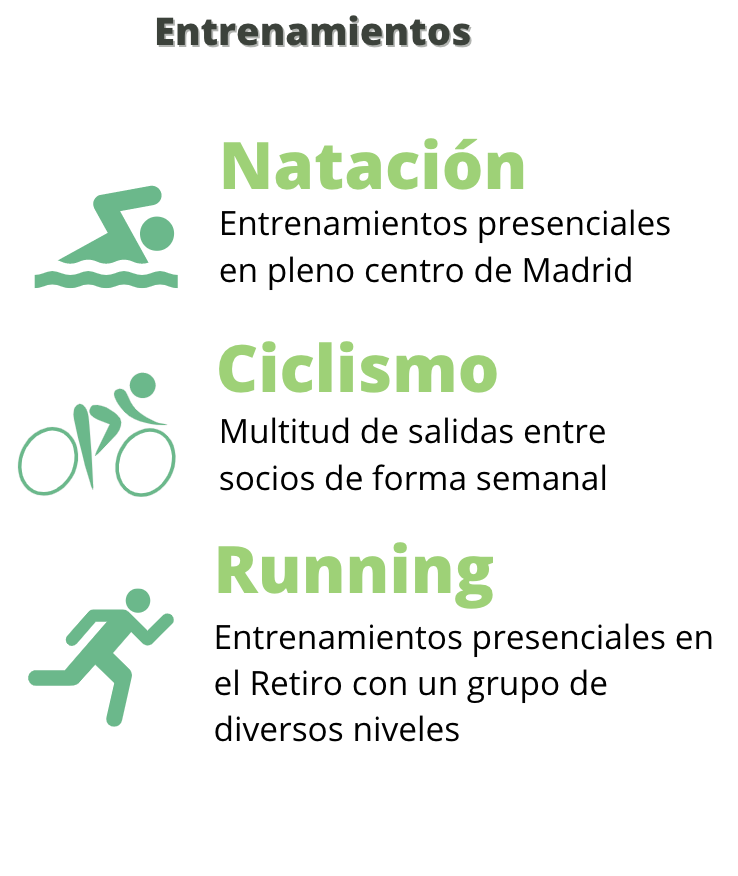 Entrenamientos
Natación
Entrenamientos presenciales
en pleno centro de Madrid
Ciclismo
Multitud de salidas entre
socios de forma semanal
Running
Entrenamientos presenciales en
el Retiro con un grupo de
diversos niveles